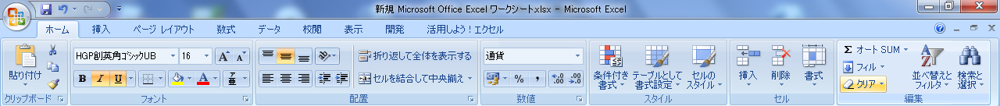 新規 Microsoft Office Excel ワークシート.xlsx - Microsoft Excel
ホーム 挿入 ページ レイアウト 数式 データ 校閲 表示 開発 活用しよう！エクセル
貼り付け
クリップボード
HGP創英角ｺﾞｼｯｸUB 16 A A
B I U A ア亜
フォント
折り返して全体を表示する
セルを結合して中央揃え
配置
通貨
% , .0 .00 .00 .0
数値
条件付き書式 テーブルとして書式設定 セルのスタイル
スタイル
挿入 削除 書式
セル
Σ オート SUM
フィル
クリア
並べ替えとフィルタ 検索と選択
編集